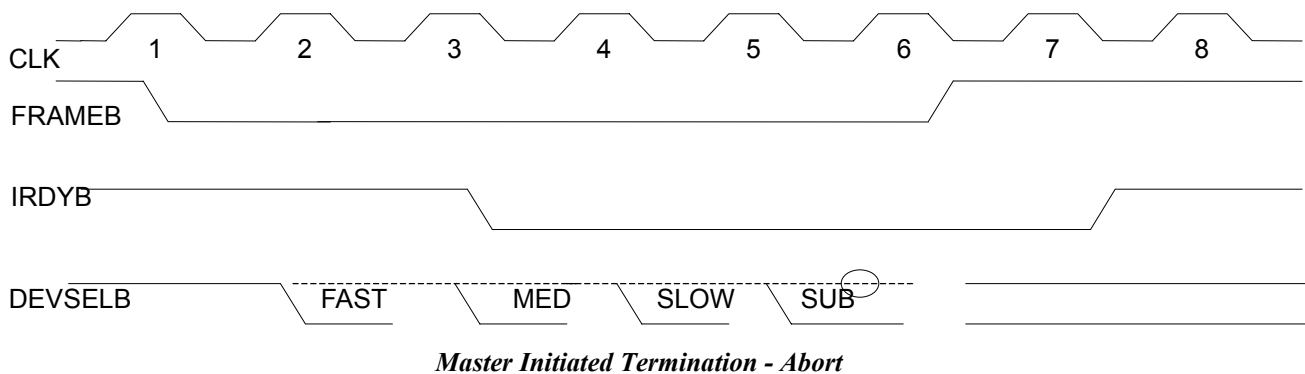 CLK 1 2 3 4 5 6 7 8
FRAMEB
IRDYB
DEVSELB FAST MED SLOW SUB
Master Initiated Termination - Abort